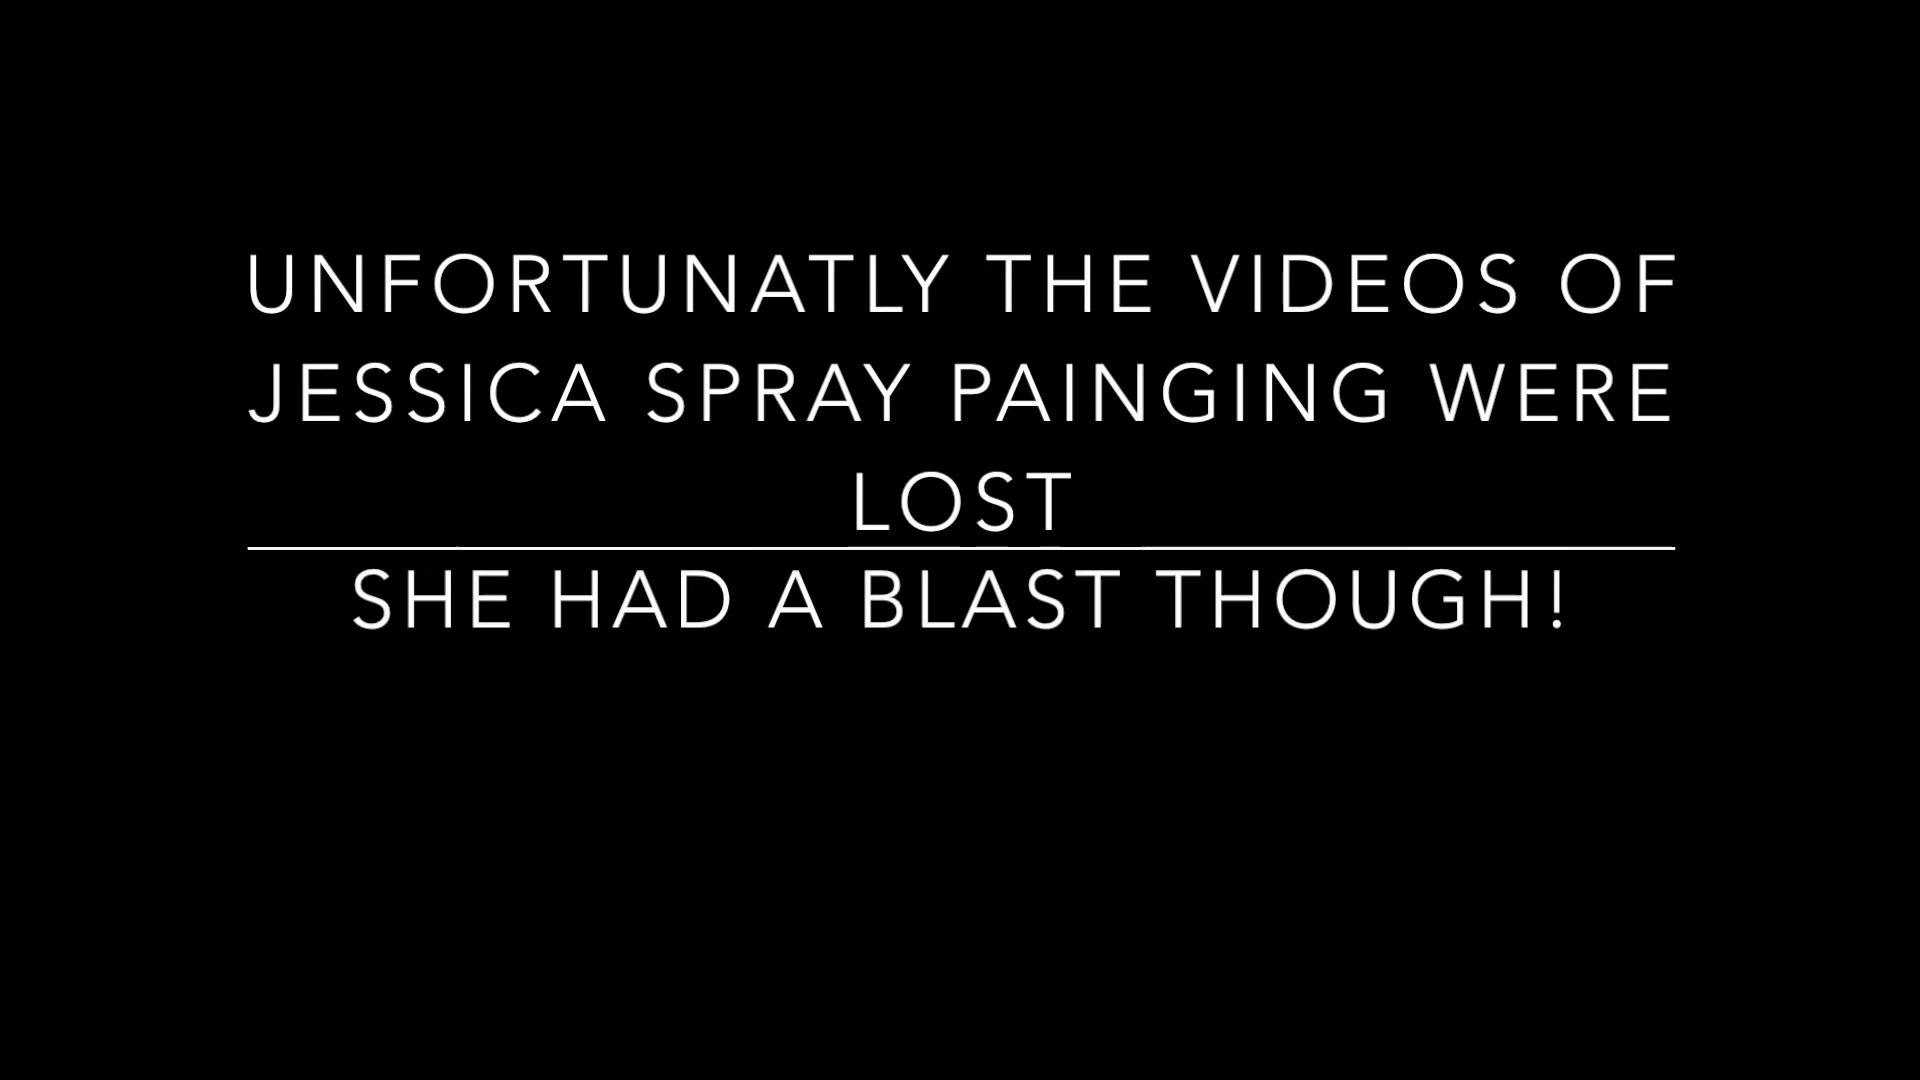 UNFORTUNATLY THE VIDEOS OF
JESSICA SPRAY PAINGING WERE
LOST
SHE HAD A BLAST THOUGH!